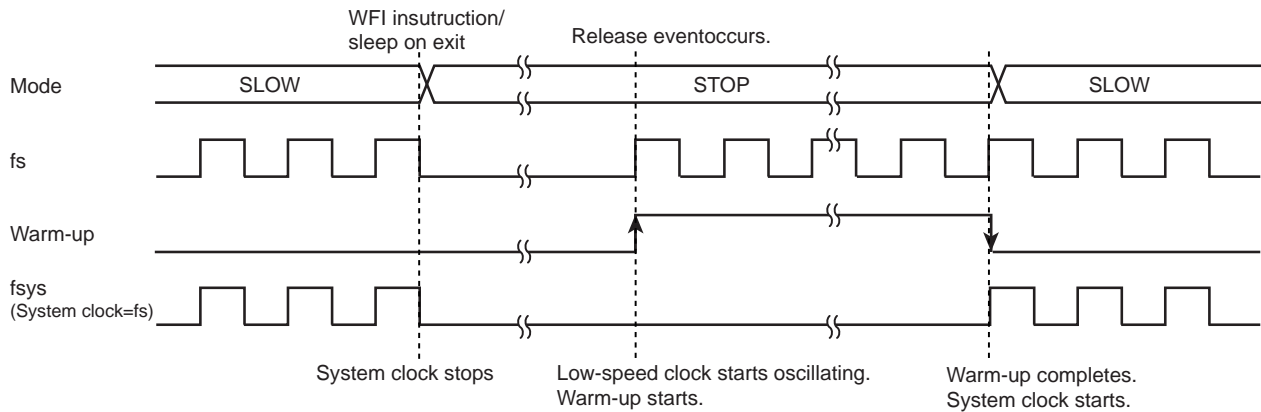 WFI insutruction/
sleep on exit
Release eventoccurs.
Mode
SLOW
STOP
SLOW
fs
Warm-up
fsys
(System clock=fs)
System clock stops
Low-speed clock starts oscillating.
Warm-up starts.
Warm-up completes.
System clock starts.